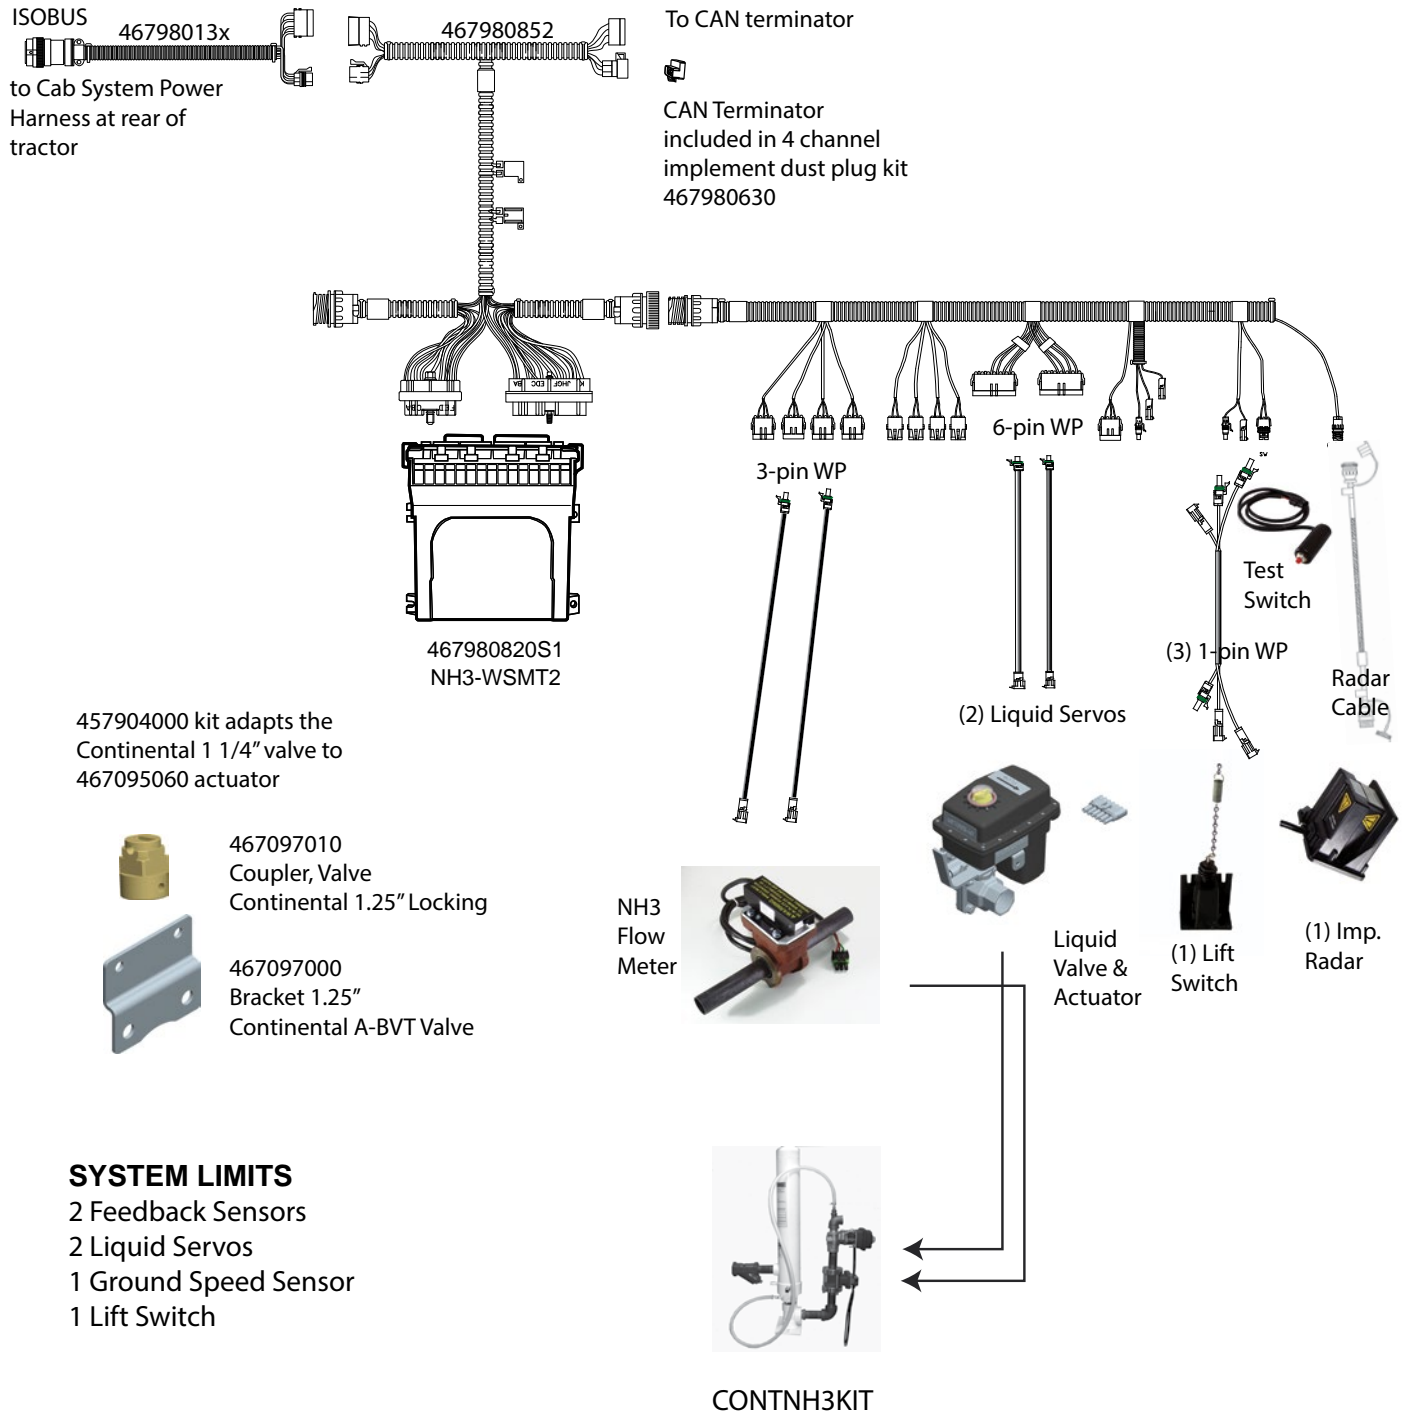 ISOBUS
46798013x
to Cab System Power
Harness at rear of
tractor
467980852
To CAN terminator
CAN Terminator
included in 4 channel
implement dust plug kit
467980630
467980820S1
NH3-WSMT2
3-pin WP
6-pin WP
(2) Liquid Servos
(3) 1-pin WP
Test
Switch
Radar
Cable
457904000 kit adapts the
Continental 1 1/4” valve to
467095060 actuator
467097010
Coupler, Valve
Continental 1.25” Locking
467097000
Bracket 1.25”
Continental A-BVT Valve
NH3
Flow
Meter
Liquid
Valve &
Actuator
(1) Lift
Switch
(1) Imp.
Radar
SYSTEM LIMITS
2 Feedback Sensors
2 Liquid Servos
1 Ground Speed Sensor
1 Lift Switch
CONTNH3KIT